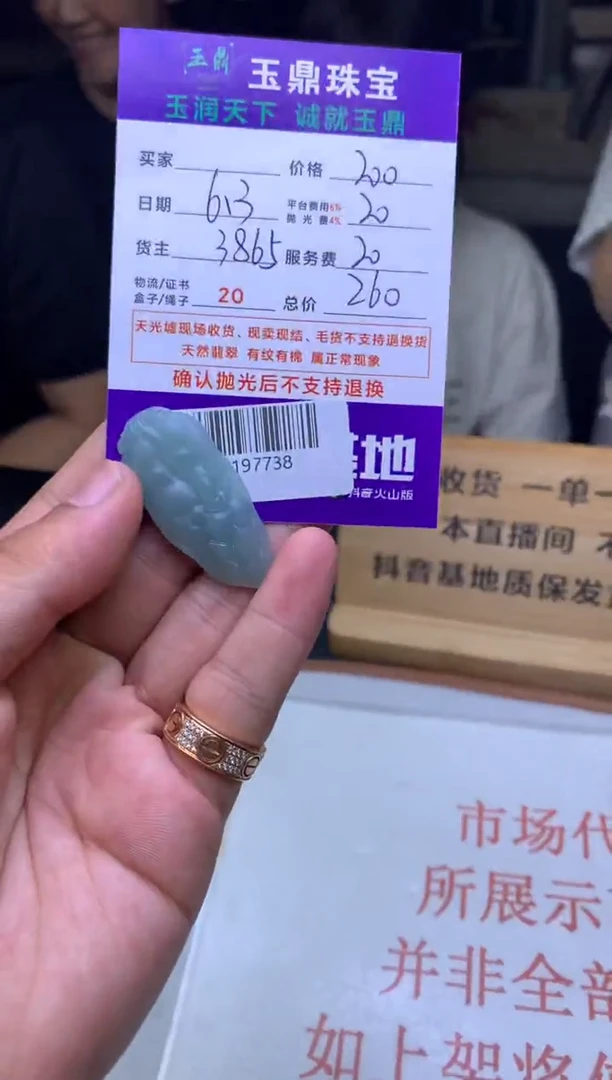 玉鼎 玉鼎珠宝
玉润天下 诚就玉鼎
买家 价格 200
日期 613 平台费用6% 抛光费4% 20
货主 3865 服务费 20
物流/证书 盒子/绳子 20 总价 260
天光墟现场收货、现卖现结、毛货不支持退换货
天然翡翠 有纹有棉 属正常现象
确认抛光后不支持退换
197738
基地
抖音火山版
收货 一单一
本直播间 不
抖音基地质保发
市场代
所展示
并非全部
如上架将